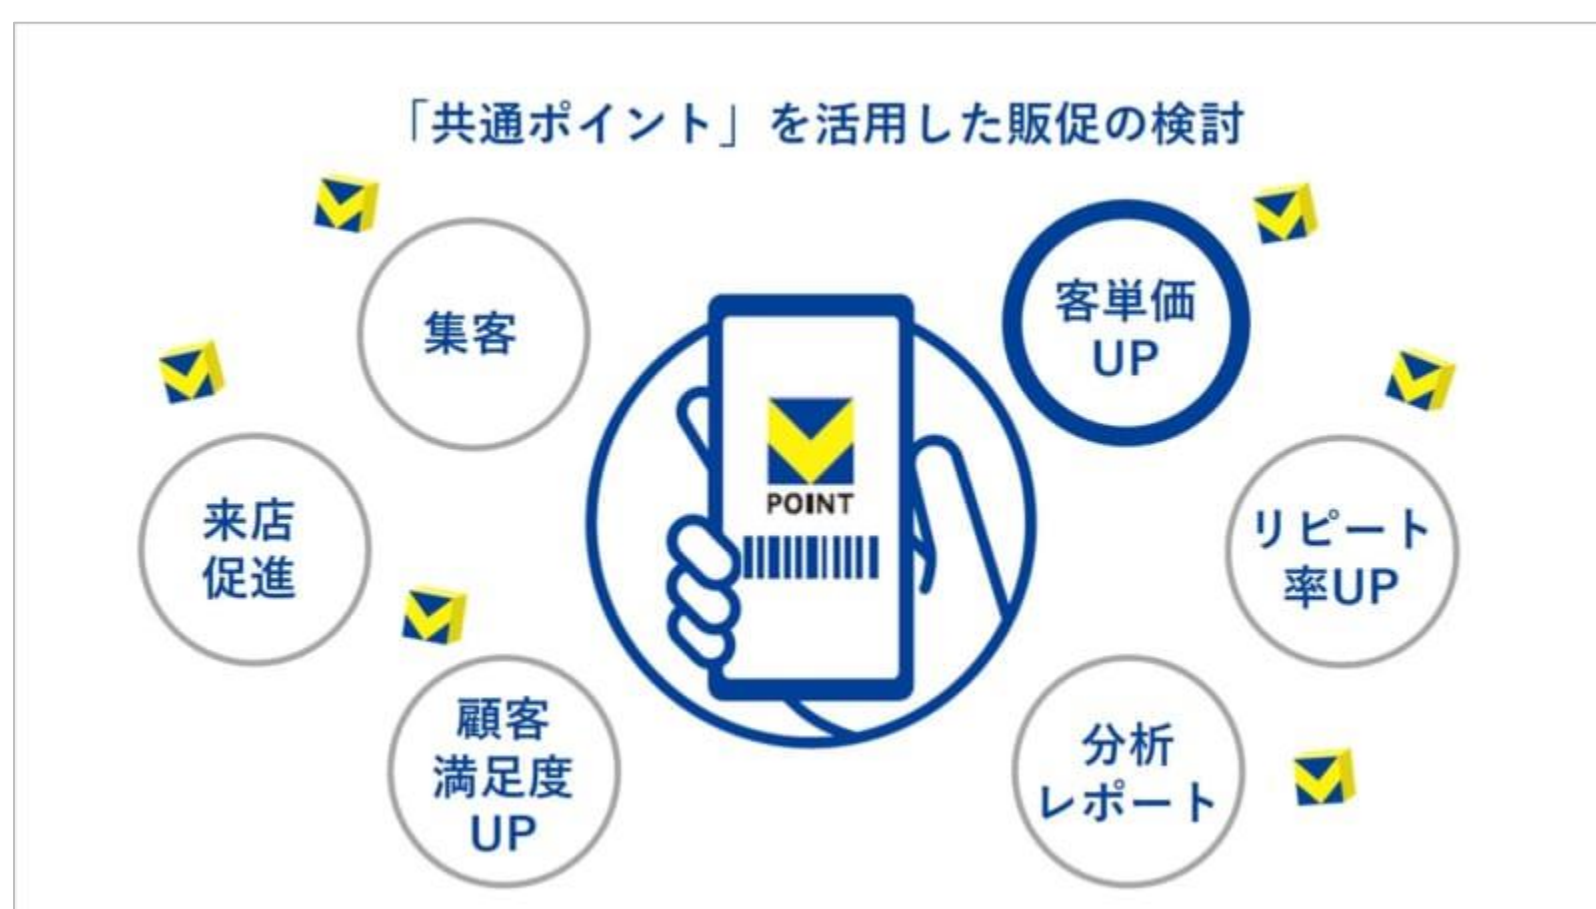 「共通ポイント」を活用した販促の検討
集客
客単価
UP
来店
促進
POINT
リピート
率UP
顧客
満足度
UP
分析
レポート